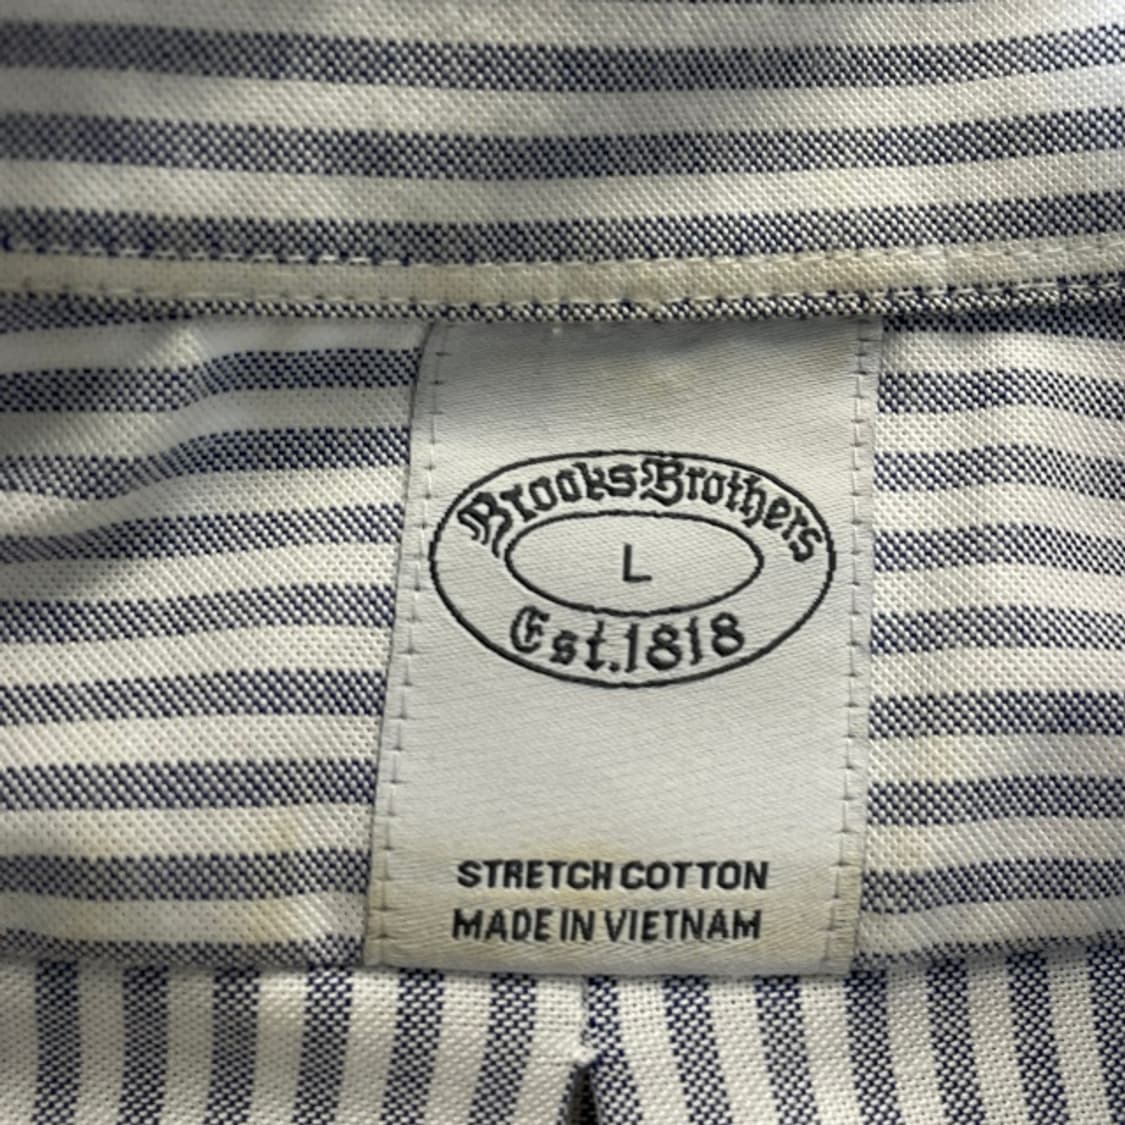 Brooks Brothers
L
Est.1818
STRETCH COTTON
MADE IN VIETNAM